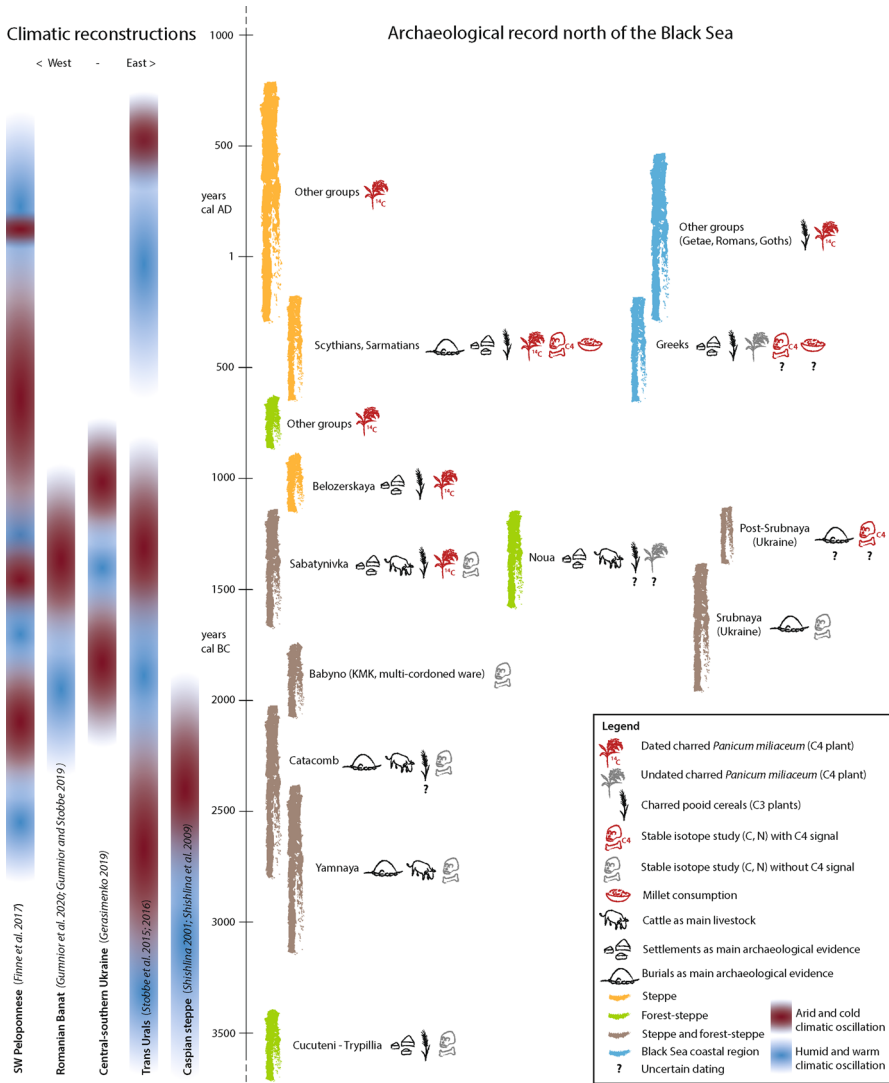 Climatic reconstructions
< West - East >
Archaeological record north of the Black Sea
1000
500
years
cal AD
1
500
1000
1500
years
cal BC
2000
2500
3000
3500
Other groups
14C
Other groups
(Getae, Romans, Goths)
14C
Scythians, Sarmatians
14C
C4
Greeks
C4
?
?
Other groups
14C
Belozerskaya
14C
Sabatynivka
14C
Noua
?
?
Post-Srubnaya
(Ukraine)
C4
?
?
Srubnaya
(Ukraine)
Babyno (KMK, multi-cordoned ware)
Catacomb
?
Yamnaya
Cucuteni - Trypillia
SW Peloponnese (Finne et al. 2017)
Romanian Banat (Gumnior et al. 2020; Gumnior and Stobbe 2019 )
Central-southern Ukraine (Gerasimenko 2019)
Trans Urals (Stobbe et al. 2015; 2016)
Caspian steppe (Shishlina 2001; Shishlina et al. 2009)
Legend
14C
Dated charred Panicum miliaceum (C4 plant)
Undated charred Panicum miliaceum (C4 plant)
Charred pooid cereals (C3 plants)
C4
Stable isotope study (C, N) with C4 signal
Stable isotope study (C, N) without C4 signal
Millet consumption
Cattle as main livestock
Settlements as main archaeological evidence
Burials as main archaeological evidence
Steppe
Forest-steppe
Steppe and forest-steppe
Black Sea coastal region
? Uncertain dating
Arid and cold
climatic oscillation
Humid and warm
climatic oscillation